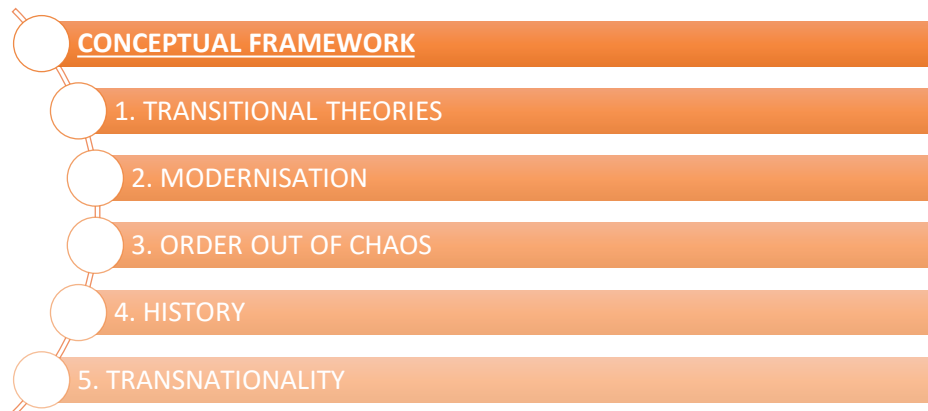 CONCEPTUAL FRAMEWORK
1. TRANSITIONAL THEORIES
2. MODERNISATION
3. ORDER OUT OF CHAOS
4. HISTORY
5. TRANSNATIONALITY